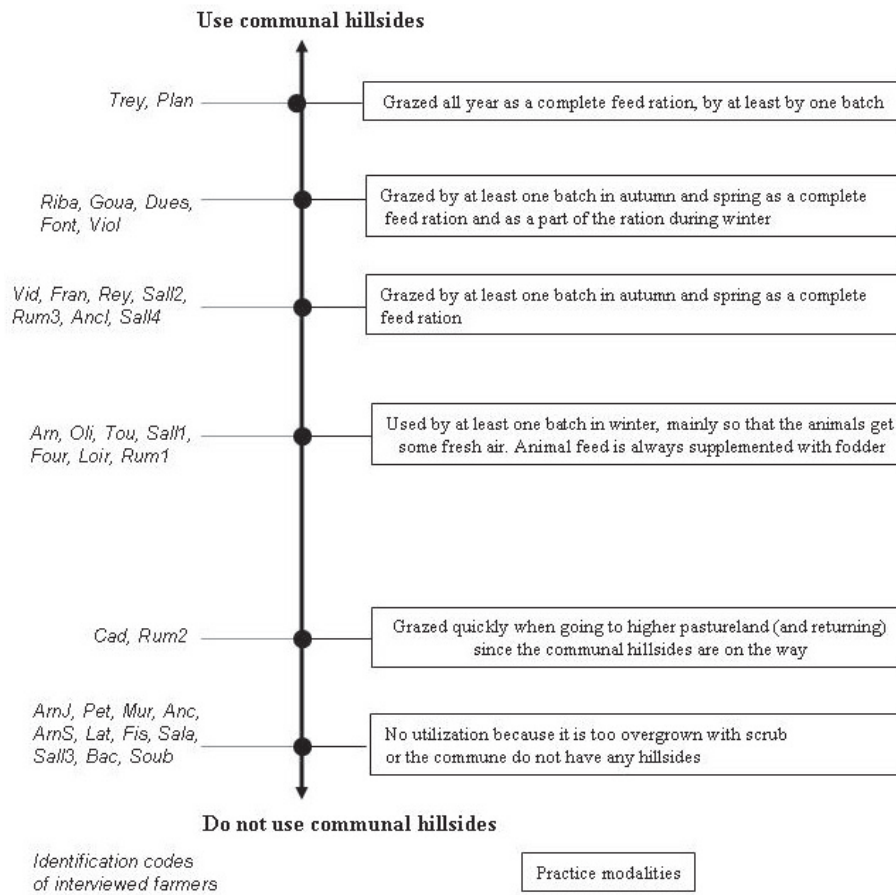 Use communal hillsides
Trey, Plan
Grazed all year as a complete feed ration, by at least by one batch
Riba, Goua, Dues,
Font, Viol
Grazed by at least one batch in autumn and spring as a complete
feed ration and as a part of the ration during winter
Vid, Fran, Rey, Sall2,
Rum3, Ancl, Sall4
Grazed by at least one batch in autumn and spring as a complete
feed ration
Arn, Oli, Tou, Sall1,
Four, Loir, Rum1
Used by at least one batch in winter, mainly so that the animals get
some fresh air. Animal feed is always supplemented with fodder
Cad, Rum2
Grazed quickly when going to higher pastureland (and returning)
since the communal hillsides are on the way
ArnJ, Pet, Mur, Anc,
ArnS, Lat, Fis, Sala,
Sall3, Bac, Soub
No utilization because it is too overgrown with scrub
or the commune do not have any hillsides
Do not use communal hillsides
Identification codes
of interviewed farmers
Practice modalities